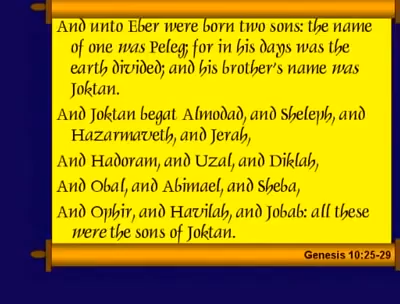 And unto Eber were born two sons: the name
of one was Peleg; for in his days was the
earth divided; and his brother's name was
Joktan.
And Joktan begat Almodad, and Sheleph, and
Hazarmaveth, and Jerah,
And Hadoram, and Uzal, and Diklah,
And Obal, and Abimael, and Sheba,
And Ophir, and Havilah, and Jobab: all these
were the sons of Joktan.
Genesis 10:25-29